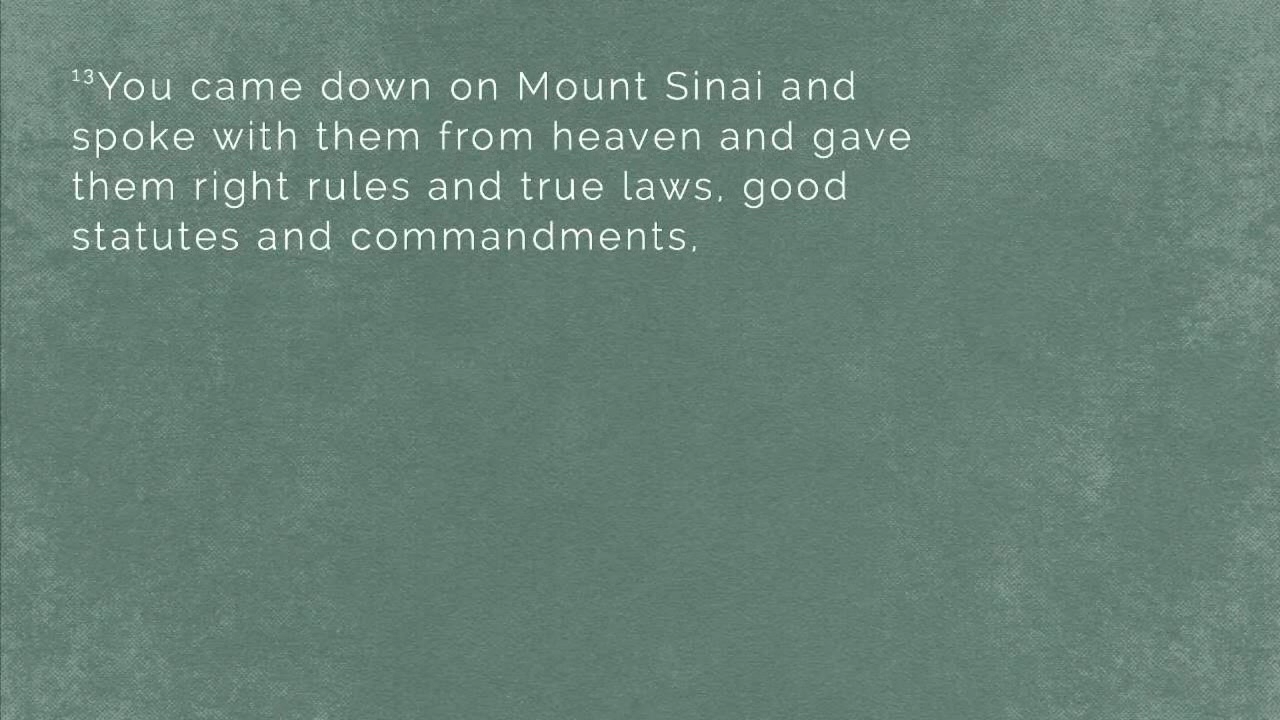 ¹³You came down on Mount Sinai and
spoke with them from heaven and gave
them right rules and true laws, good
statutes and commandments,